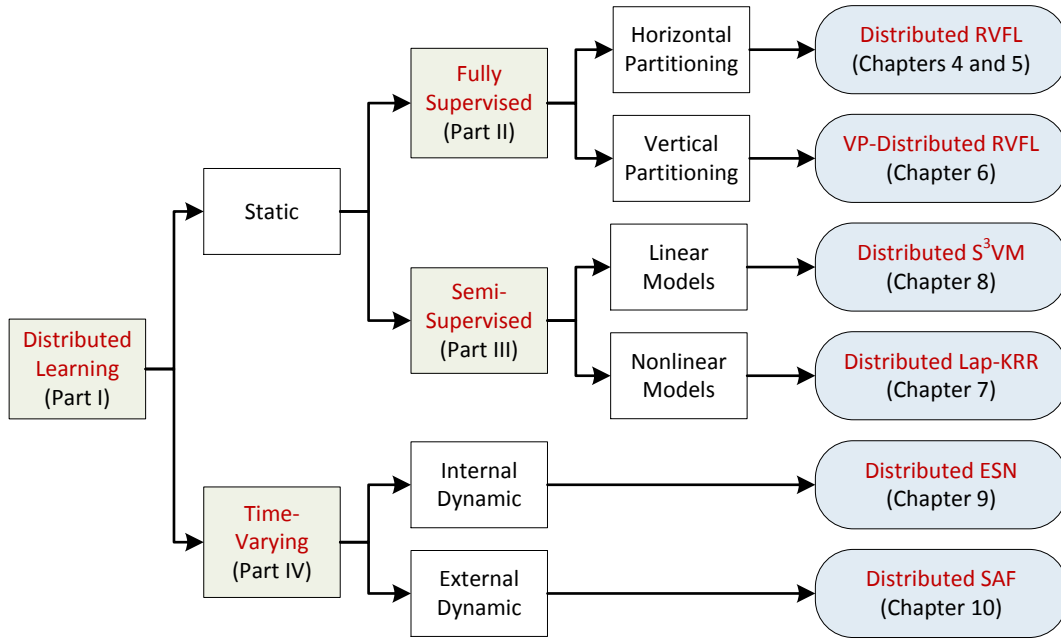 Distributed
Learning
(Part I)
Static
Time-
Varying
(Part IV)
Fully
Supervised
(Part II)
Semi-
Supervised
(Part III)
Internal
Dynamic
External
Dynamic
Horizontal
Partitioning
Vertical
Partitioning
Linear
Models
Nonlinear
Models
Distributed RVFL
(Chapters 4 and 5)
VP-Distributed RVFL
(Chapter 6)
Distributed S³VM
(Chapter 8)
Distributed Lap-KRR
(Chapter 7)
Distributed ESN
(Chapter 9)
Distributed SAF
(Chapter 10)